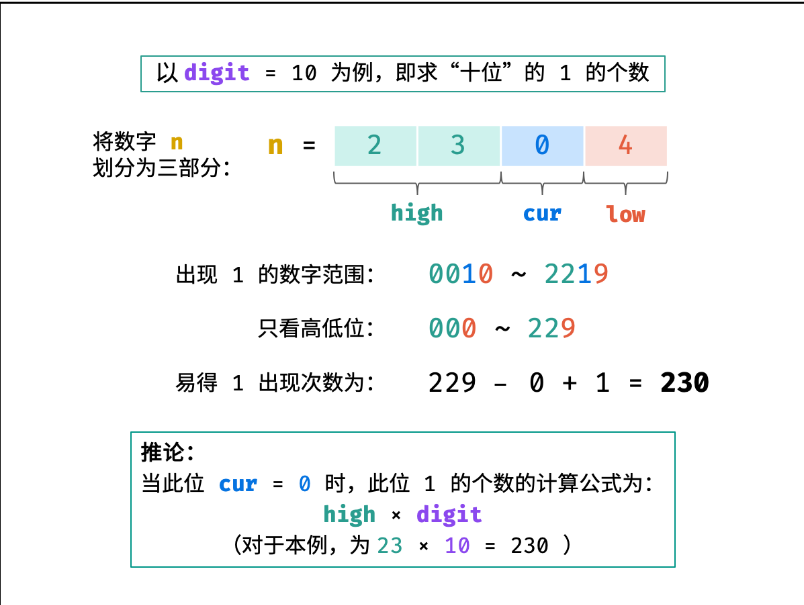 以 digit = 10 为例，即求“十位”的 1 的个数
将数字 n
划分为三部分：
n = 2 3 0 4
high cur low
出现 1 的数字范围： 0010 ~ 2219
只看高低位： 000 ~ 229
易得 1 出现次数为： 229 - 0 + 1 = 230
推论：
当此位 cur = 0 时，此位 1 的个数的计算公式为：
high × digit
（对于本例，为 23 × 10 = 230 ）